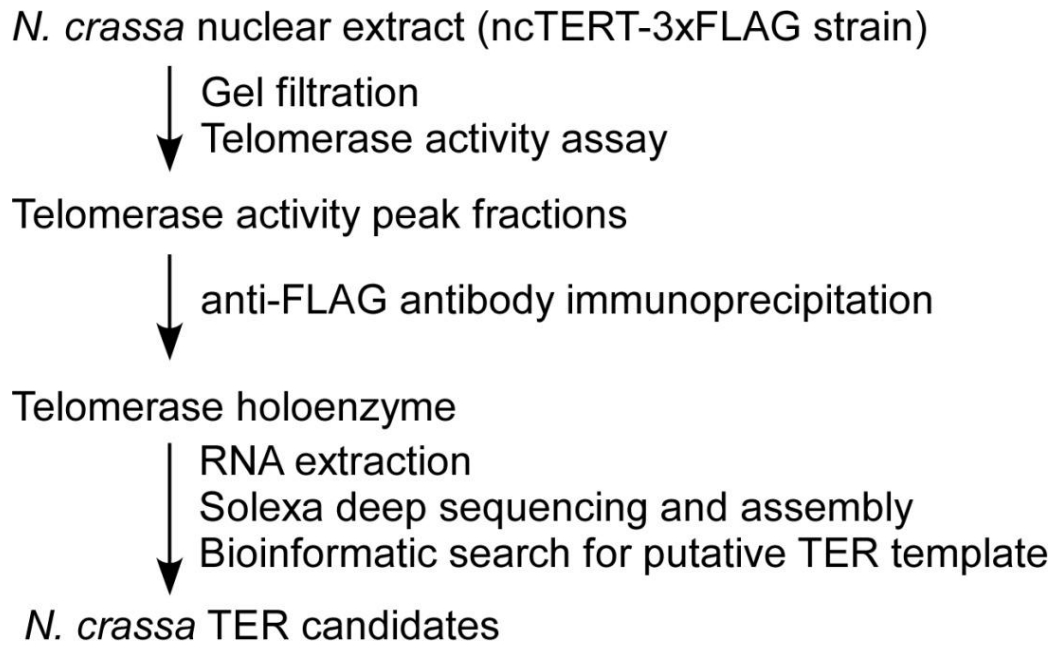 N. crassa nuclear extract (ncTERT-3xFLAG strain)
Gel filtration
Telomerase activity assay
Telomerase activity peak fractions
anti-FLAG antibody immunoprecipitation
Telomerase holoenzyme
RNA extraction
Solexa deep sequencing and assembly
Bioinformatic search for putative TER template
N. crassa TER candidates